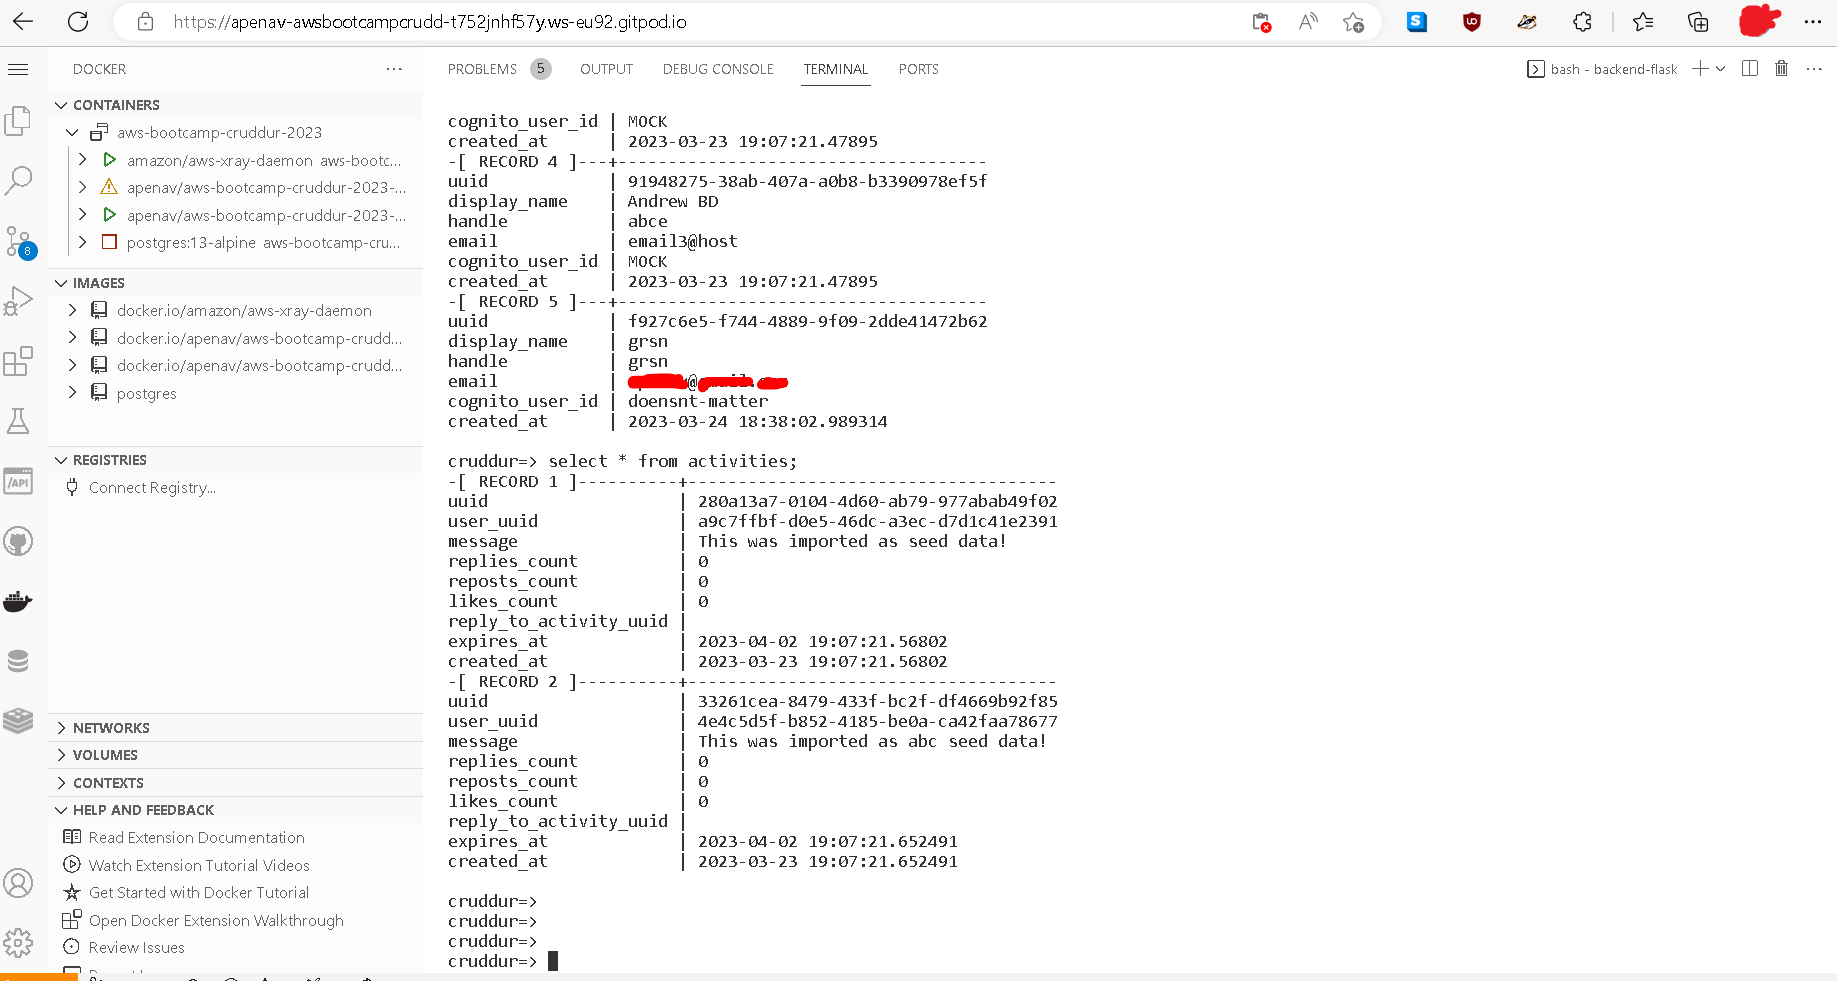 https://apenav-awsbootcampcrudd-t752jnhf57y.ws-eu92.gitpod.io
DOCKER
PROBLEMS 5 OUTPUT DEBUG CONSOLE TERMINAL PORTS
bash - backend-flask
CONTAINERS
aws-bootcamp-cruddur-2023
amazon/aws-xray-daemon aws-bootc...
apenav/aws-bootcamp-cruddur-2023-...
apenav/aws-bootcamp-cruddur-2023-...
postgres:13-alpine aws-bootcamp-cru...
8
IMAGES
docker.io/amazon/aws-xray-daemon
docker.io/apenav/aws-bootcamp-crudd...
docker.io/apenav/aws-bootcamp-crudd...
postgres
REGISTRIES
Connect Registry...
/API
NETWORKS
VOLUMES
CONTEXTS
HELP AND FEEDBACK
Read Extension Documentation
Watch Extension Tutorial Videos
Get Started with Docker Tutorial
Open Docker Extension Walkthrough
Review Issues
cognito_user_id | MOCK
created_at | 2023-03-23 19:07:21.47895
-[ RECORD 4 ]---+-------------------------------------
uuid | 91948275-38ab-407a-a0b8-b3390978ef5f
display_name | Andrew BD
handle | abce
email | email3@host
cognito_user_id | MOCK
created_at | 2023-03-23 19:07:21.47895
-[ RECORD 5 ]---+-------------------------------------
uuid | f927c6e5-f744-4889-9f09-2dde41472b62
display_name | grsn
handle | grsn
email | @
cognito_user_id | doensnt-matter
created_at | 2023-03-24 18:38:02.989314
cruddur=> select * from activities;
-[ RECORD 1 ]----------+-------------------------------------
uuid | 280a13a7-0104-4d60-ab79-977abab49f02
user_uuid | a9c7ffbf-d0e5-46dc-a3ec-d7d1c41e2391
message | This was imported as seed data!
replies_count | 0
reposts_count | 0
likes_count | 0
reply_to_activity_uuid |
expires_at | 2023-04-02 19:07:21.56802
created_at | 2023-03-23 19:07:21.56802
-[ RECORD 2 ]----------+-------------------------------------
uuid | 33261cea-8479-433f-bc2f-df4669b92f85
user_uuid | 4e4c5d5f-b852-4185-be0a-ca42faa78677
message | This was imported as abc seed data!
replies_count | 0
reposts_count | 0
likes_count | 0
reply_to_activity_uuid |
expires_at | 2023-04-02 19:07:21.652491
created_at | 2023-03-23 19:07:21.652491
cruddur=>
cruddur=>
cruddur=>
cruddur=>